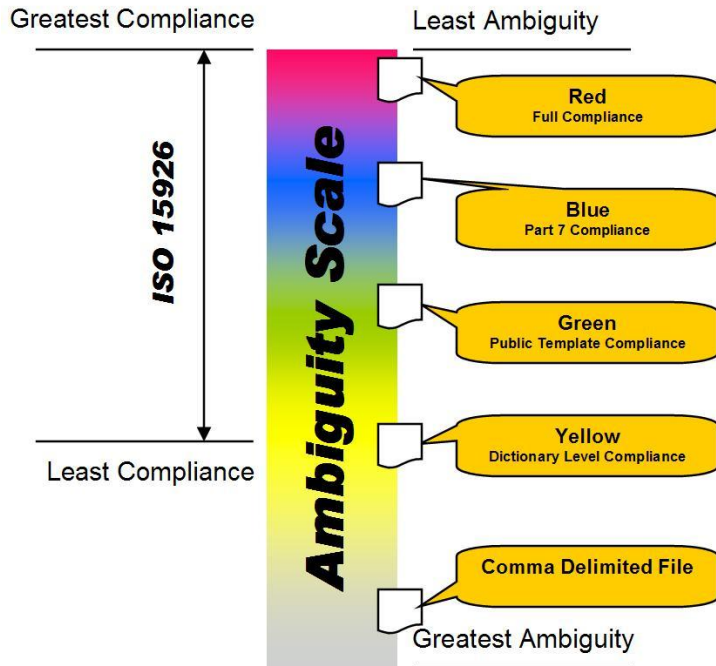 Greatest Compliance
Least Ambiguity
ISO 15926
Ambiguity Scale
Red
Full Compliance
Blue
Part 7 Compliance
Green
Public Template Compliance
Yellow
Dictionary Level Compliance
Least Compliance
Comma Delimited File
Greatest Ambiguity